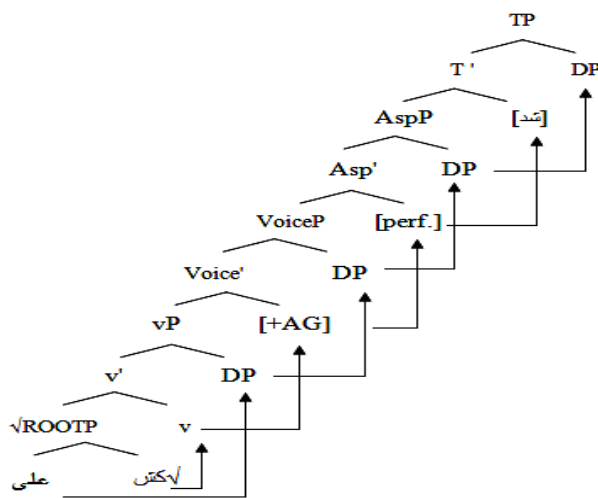 TP
T ' DP
AspP [شد]
Asp' DP
VoiceP [perf.]
Voice' DP
vP [+AG]
v' DP
√ROOTP v
علی √کش